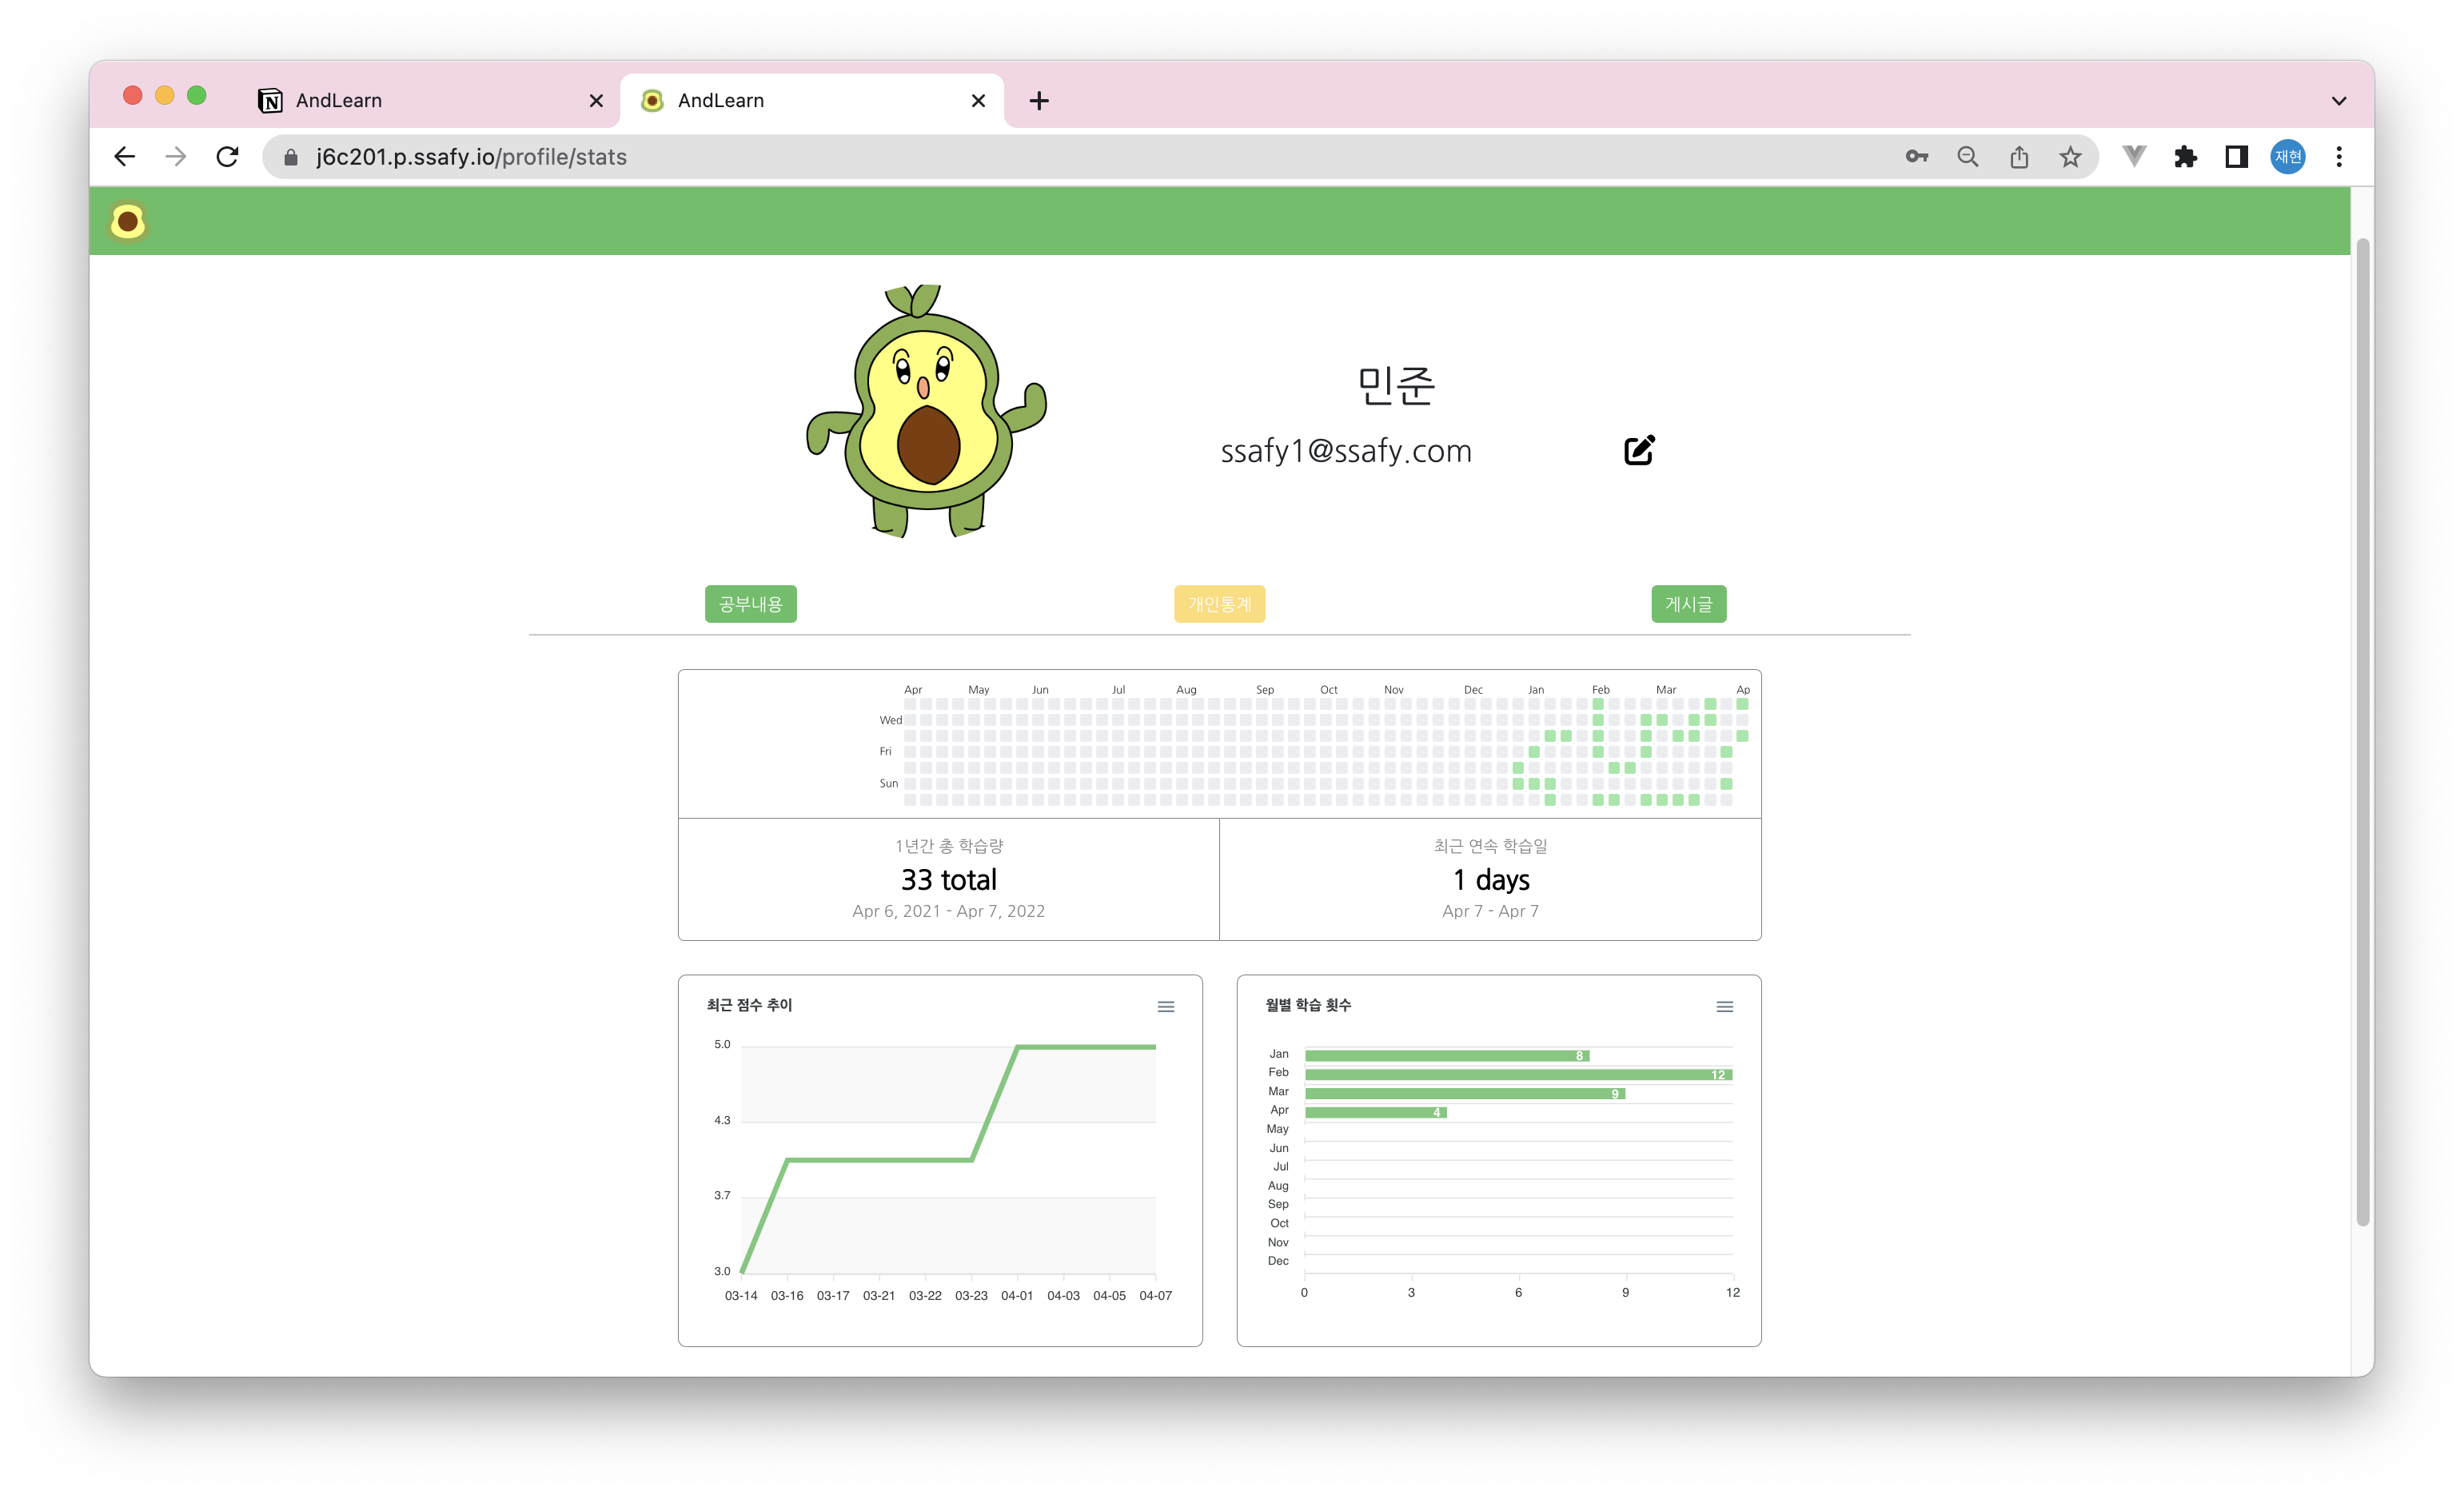 AndLearn
AndLearn
j6c201.p.ssafy.io/profile/stats
재현
민준
ssafy1@ssafy.com
공부내용
개인통계
게시글
Apr May Jun Jul Aug Sep Oct Nov Dec Jan Feb Mar Ap
Wed
Fri
Sun
1년간 총 학습량
33 total
Apr 6, 2021 - Apr 7, 2022
최근 연속 학습일
1 days
Apr 7 - Apr 7
최근 점수 추이
5.0
4.3
3.7
3.0
03-14 03-16 03-17 03-21 03-22 03-23 04-01 04-03 04-05 04-07
월별 학습 횟수
Jan 8
Feb 12
Mar 9
Apr 4
May
Jun
Jul
Aug
Sep
Oct
Nov
Dec
0 3 6 9 12